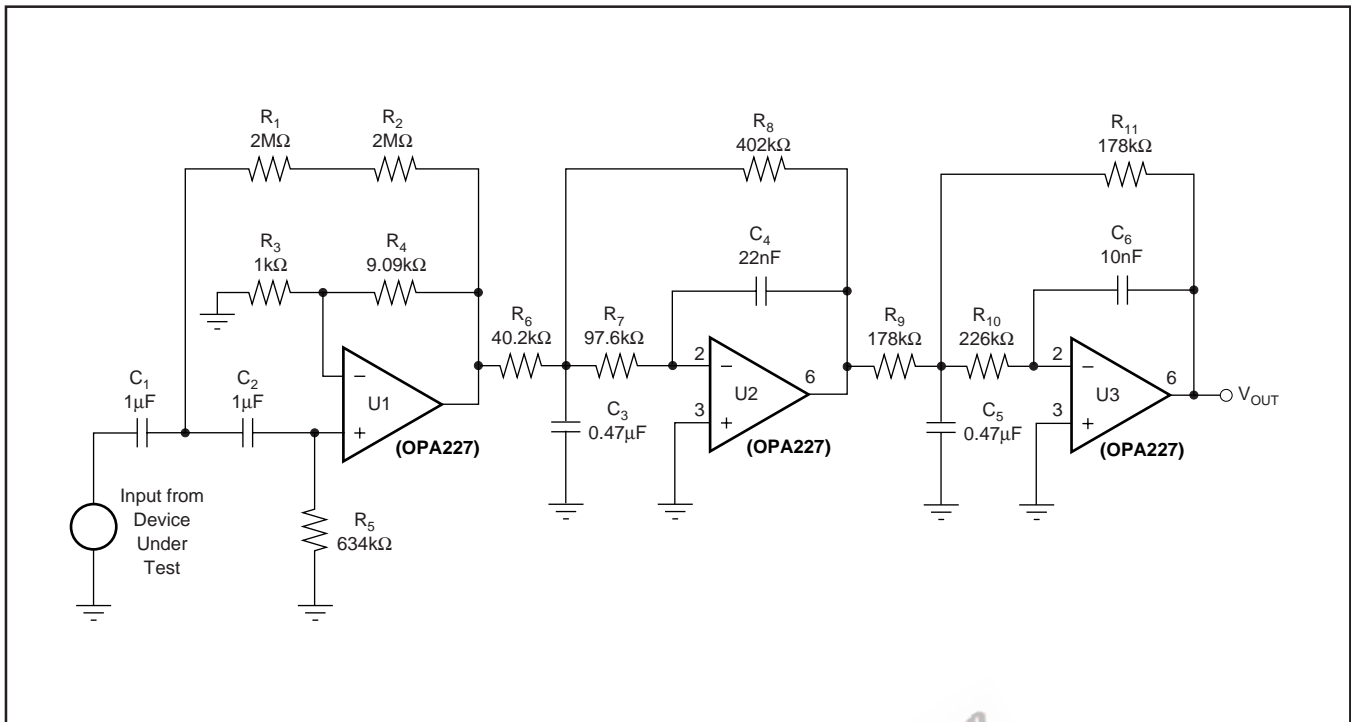 R1
2MΩ
R2
2MΩ
R3
1kΩ
R4
9.09kΩ
C1
1µF
C2
1µF
U1
(OPA227)
Input from
Device
Under
Test
R5
634kΩ
R8
402kΩ
C4
22nF
R6
40.2kΩ
R7
97.6kΩ
2
3
6
U2
(OPA227)
C3
0.47µF
R11
178kΩ
C6
10nF
R9
178kΩ
R10
226kΩ
2
3
6
U3
(OPA227)
C5
0.47µF
VOUT